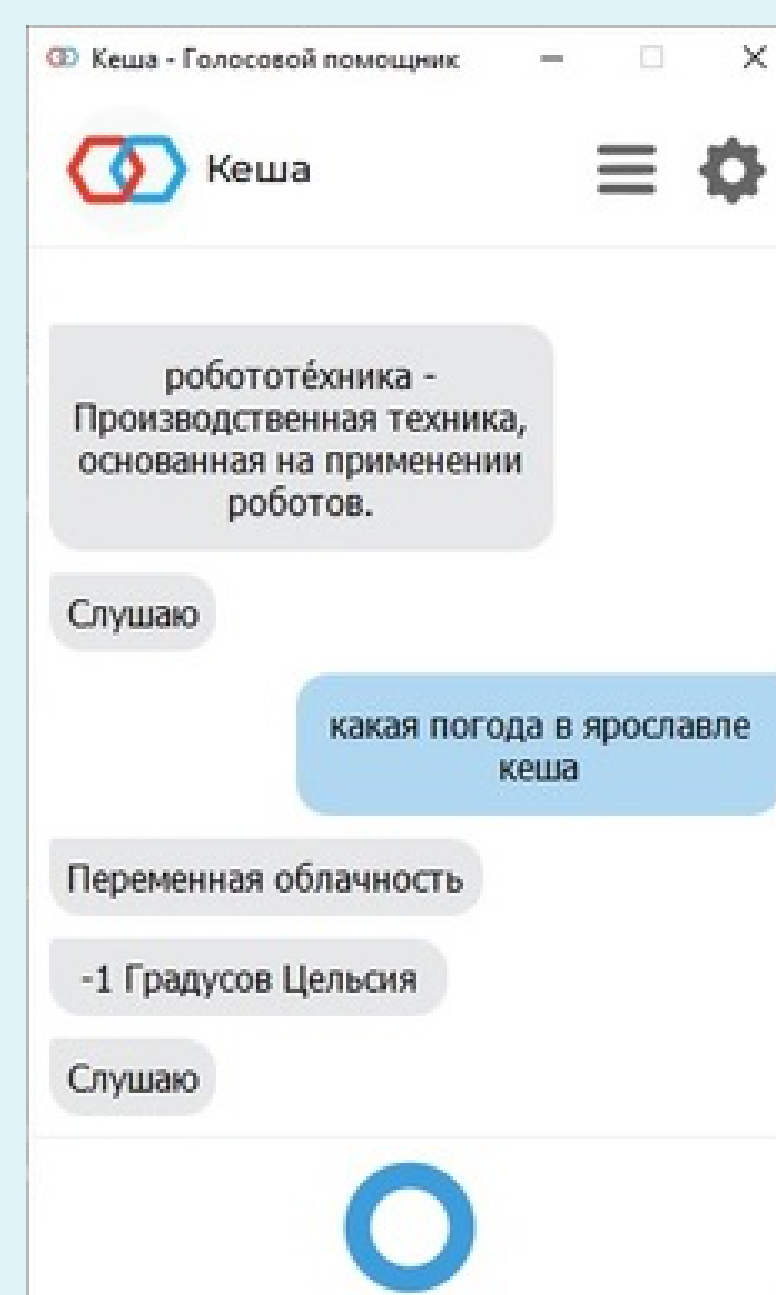 Кеша - Голосовой помощник
Кеша
робототе́хника -
Производственная техника,
основанная на применении
роботов.
Слушаю
какая погода в ярославле
кеша
Переменная облачность
-1 Градусов Цельсия
Слушаю